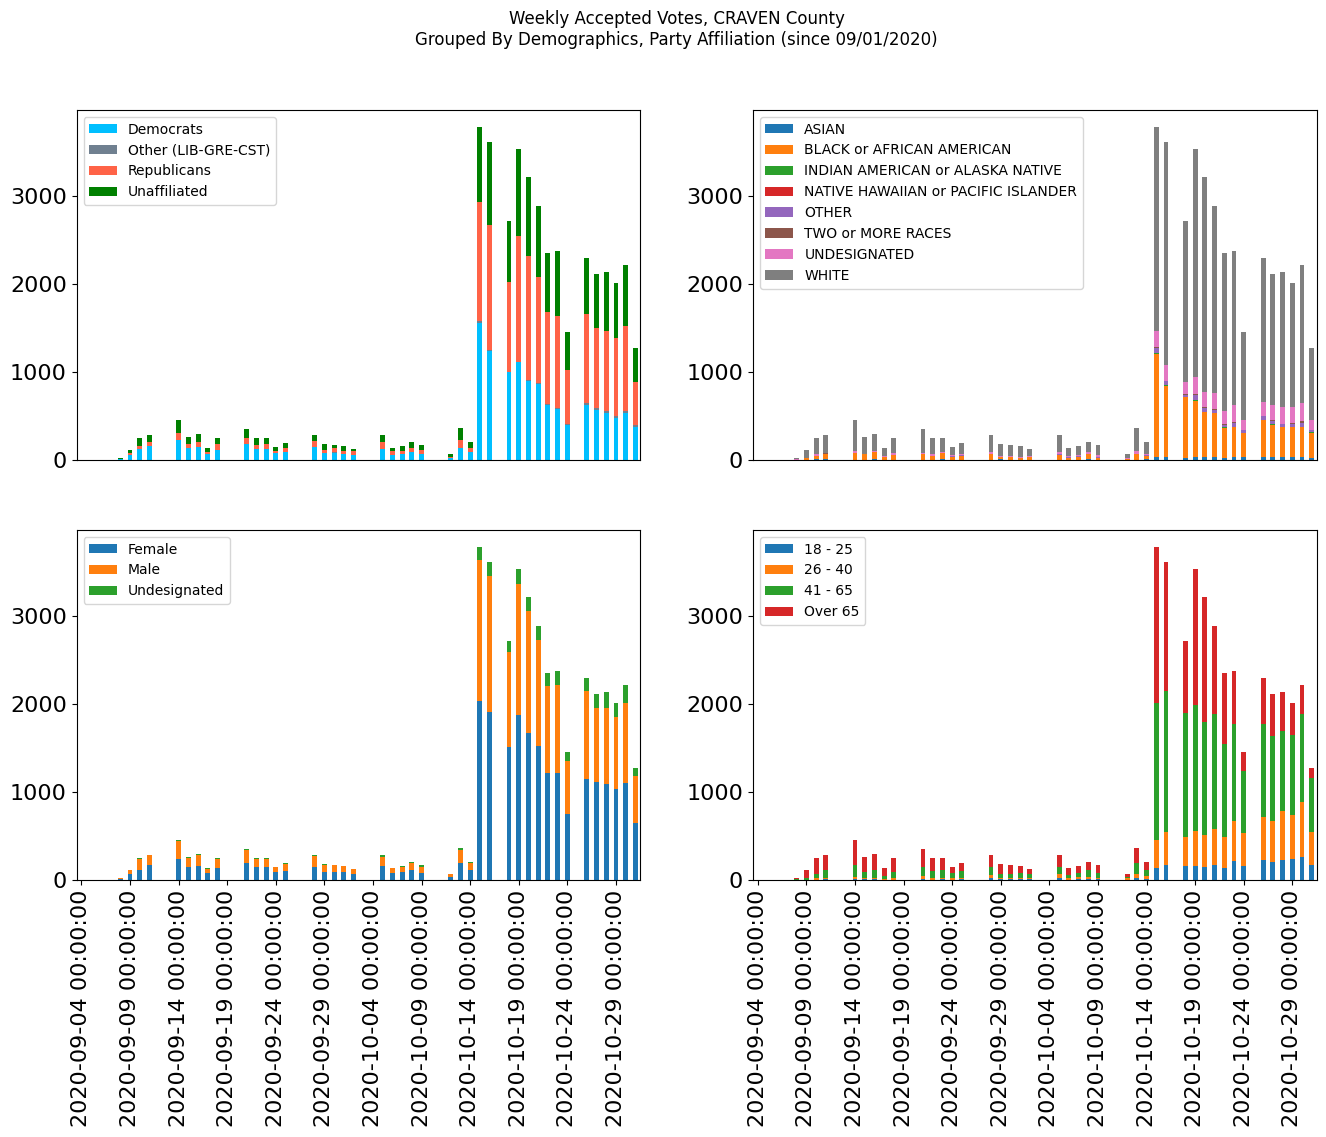 Weekly Accepted Votes, CRAVEN County
Grouped By Demographics, Party Affiliation (since 09/01/2020)
Democrats
Other (LIB-GRE-CST)
Republicans
Unaffiliated
3000
2000
1000
0
ASIAN
BLACK or AFRICAN AMERICAN
INDIAN AMERICAN or ALASKA NATIVE
NATIVE HAWAIIAN or PACIFIC ISLANDER
OTHER
TWO or MORE RACES
UNDESIGNATED
WHITE
3000
2000
1000
0
Female
Male
Undesignated
3000
2000
1000
0
2020-09-04 00:00:00
2020-09-09 00:00:00
2020-09-14 00:00:00
2020-09-19 00:00:00
2020-09-24 00:00:00
2020-09-29 00:00:00
2020-10-04 00:00:00
2020-10-09 00:00:00
2020-10-14 00:00:00
2020-10-19 00:00:00
2020-10-24 00:00:00
2020-10-29 00:00:00
18 - 25
26 - 40
41 - 65
Over 65
3000
2000
1000
0
2020-09-04 00:00:00
2020-09-09 00:00:00
2020-09-14 00:00:00
2020-09-19 00:00:00
2020-09-24 00:00:00
2020-09-29 00:00:00
2020-10-04 00:00:00
2020-10-09 00:00:00
2020-10-14 00:00:00
2020-10-19 00:00:00
2020-10-24 00:00:00
2020-10-29 00:00:00